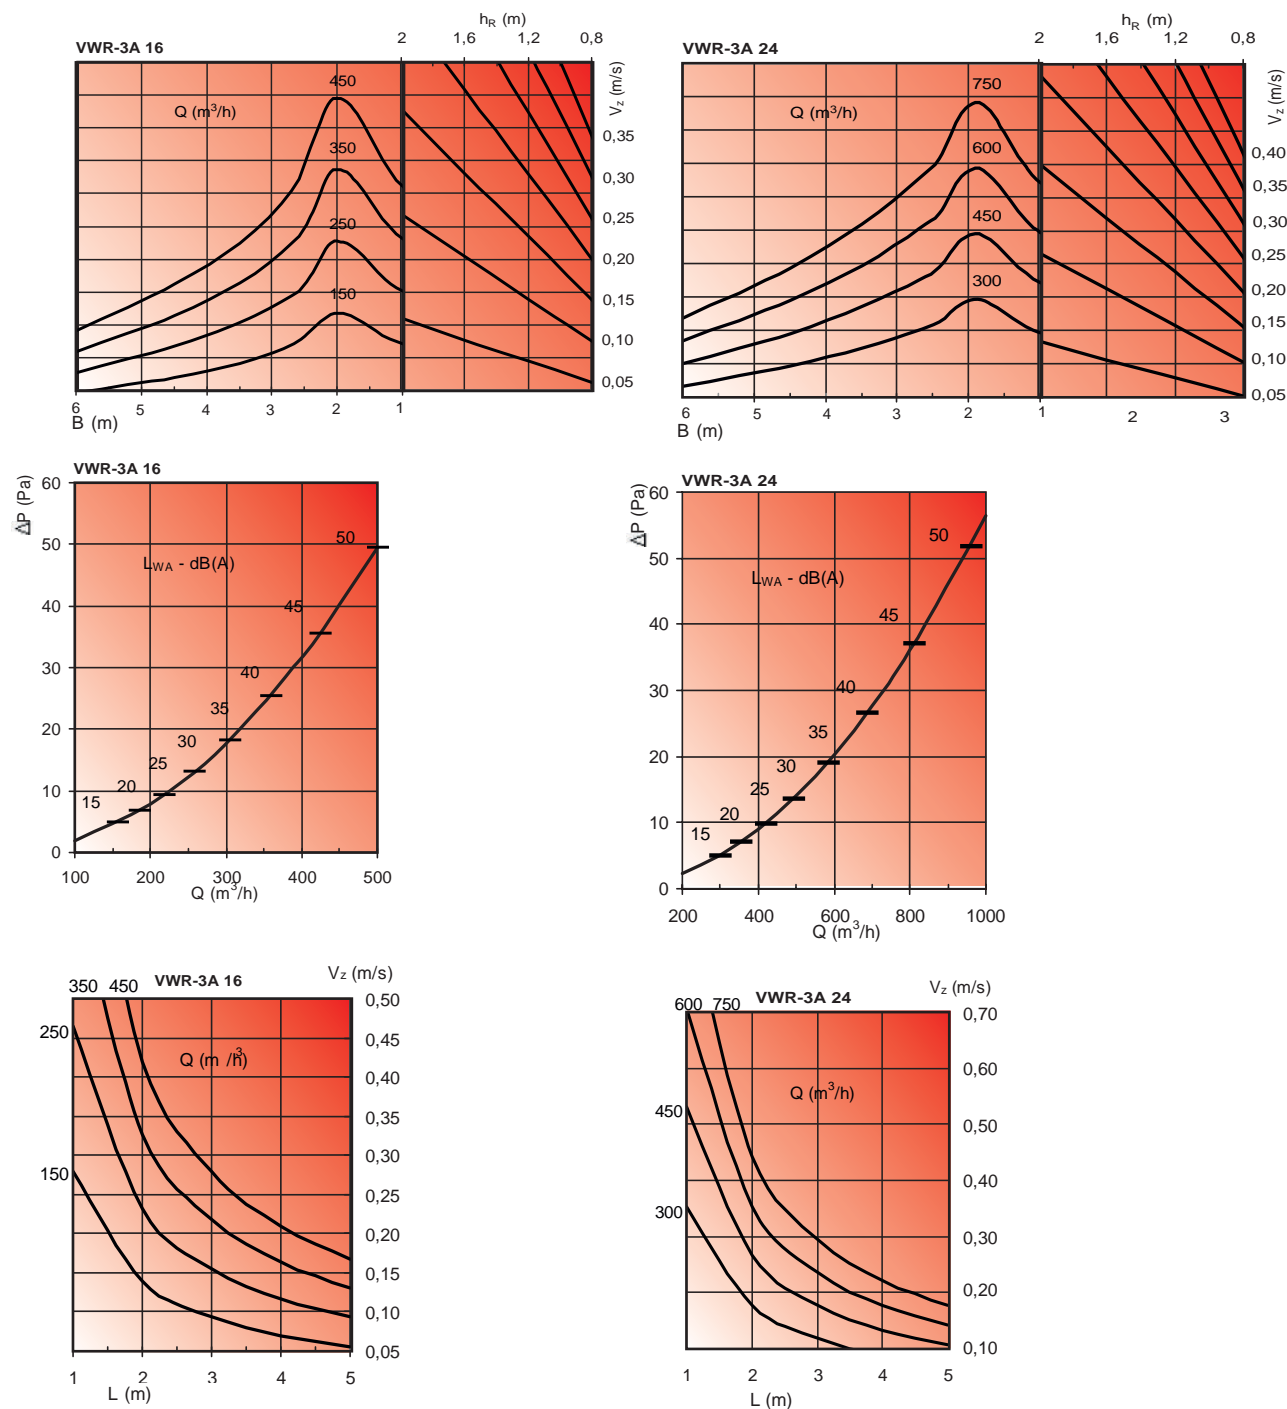 hR (m)
VWR-3A 16
2 1,6 1,2 0,8
450
Q (m³/h)
350
250
150
Vz (m/s)
0,35
0,30
0,25
0,20
0,15
0,10
0,05
6 5 4 3 2 1
B (m)
hR (m)
VWR-3A 24
2 1,6 1,2 0,8
750
Q (m³/h)
600
450
300
Vz (m/s)
0,40
0,35
0,30
0,25
0,20
0,15
0,10
0,05
6 5 4 3 2 1 2 3
B (m)
VWR-3A 16
ΔP (Pa)
60
50
40
30
20
10
0
LWA - dB(A)
50
45
40
35
30
25
20
15
100 200 300 400 500
Q (m³/h)
VWR-3A 24
ΔP (Pa)
60
50
40
30
20
10
0
LWA - dB(A)
50
45
40
35
30
25
20
15
200 400 600 800 1000
Q (m³/h)
VWR-3A 16
Vz (m/s)
350 450
250
150
Q (m³/h)
0,50
0,45
0,40
0,35
0,30
0,25
0,20
0,15
0,10
0,05
1 2 3 4 5
L (m)
VWR-3A 24
Vz (m/s)
600 750
450
300
Q (m³/h)
0,70
0,60
0,50
0,40
0,30
0,20
0,10
1 2 3 4 5
L (m)